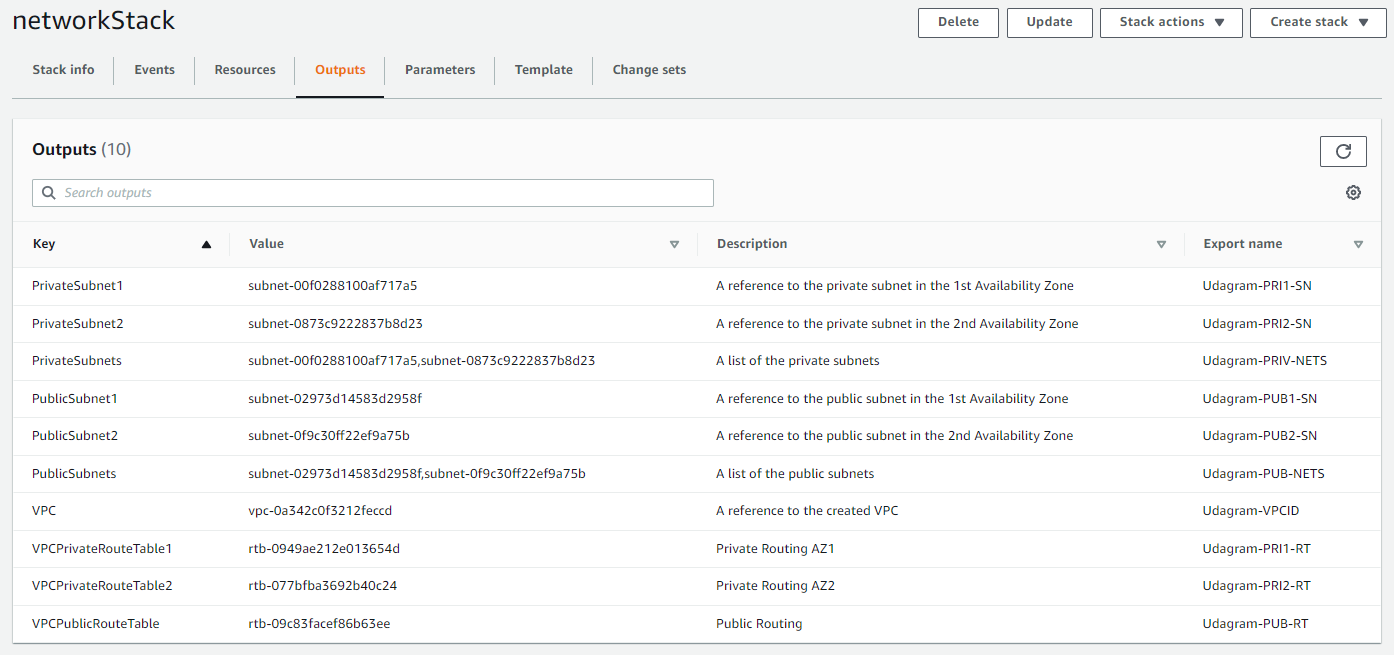 networkStack
Delete Update Stack actions Create stack
Stack info Events Resources Outputs Parameters Template Change sets
Outputs (10)
Search outputs
Key Value Description Export name
PrivateSubnet1 subnet-00f0288100af717a5 A reference to the private subnet in the 1st Availability Zone Udagram-PRI1-SN
PrivateSubnet2 subnet-0873c9222837b8d23 A reference to the private subnet in the 2nd Availability Zone Udagram-PRI2-SN
PrivateSubnets subnet-00f0288100af717a5,subnet-0873c9222837b8d23 A list of the private subnets Udagram-PRIV-NETS
PublicSubnet1 subnet-02973d14583d2958f A reference to the public subnet in the 1st Availability Zone Udagram-PUB1-SN
PublicSubnet2 subnet-0f9c30ff22ef9a75b A reference to the public subnet in the 2nd Availability Zone Udagram-PUB2-SN
PublicSubnets subnet-02973d14583d2958f,subnet-0f9c30ff22ef9a75b A list of the public subnets Udagram-PUB-NETS
VPC vpc-0a342c0f3212feccd A reference to the created VPC Udagram-VPCID
VPCPrivateRouteTable1 rtb-0949ae212e013654d Private Routing AZ1 Udagram-PRI1-RT
VPCPrivateRouteTable2 rtb-077bfba3692b40c24 Private Routing AZ2 Udagram-PRI2-RT
VPCPublicRouteTable rtb-09c83facef86b63ee Public Routing Udagram-PUB-RT